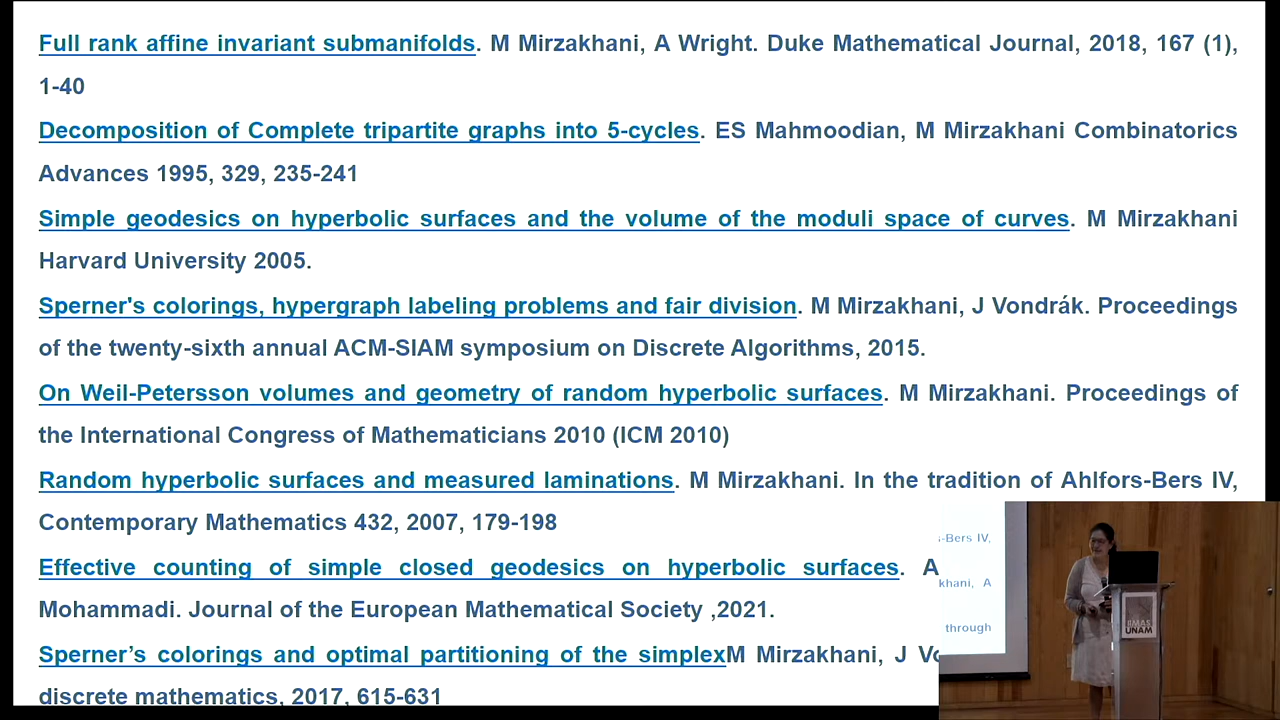 Full rank affine invariant submanifolds. M Mirzakhani, A Wright. Duke Mathematical Journal, 2018, 167 (1),
1-40
Decomposition of Complete tripartite graphs into 5-cycles. ES Mahmoodian, M Mirzakhani Combinatorics
Advances 1995, 329, 235-241
Simple geodesics on hyperbolic surfaces and the volume of the moduli space of curves. M Mirzakhani
Harvard University 2005.
Sperner's colorings, hypergraph labeling problems and fair division. M Mirzakhani, J Vondrák. Proceedings
of the twenty-sixth annual ACM-SIAM symposium on Discrete Algorithms, 2015.
On Weil-Petersson volumes and geometry of random hyperbolic surfaces. M Mirzakhani. Proceedings of
the International Congress of Mathematicians 2010 (ICM 2010)
Random hyperbolic surfaces and measured laminations. M Mirzakhani. In the tradition of Ahlfors-Bers IV,
Contemporary Mathematics 432, 2007, 179-198
Effective counting of simple closed geodesics on hyperbolic surfaces. A
Mohammadi. Journal of the European Mathematical Society ,2021.
Sperner’s colorings and optimal partitioning of the simplexM Mirzakhani, J Vo
discrete mathematics, 2017, 615-631
s-Bers IV,
khani, A
through
IIMAS
UNAM